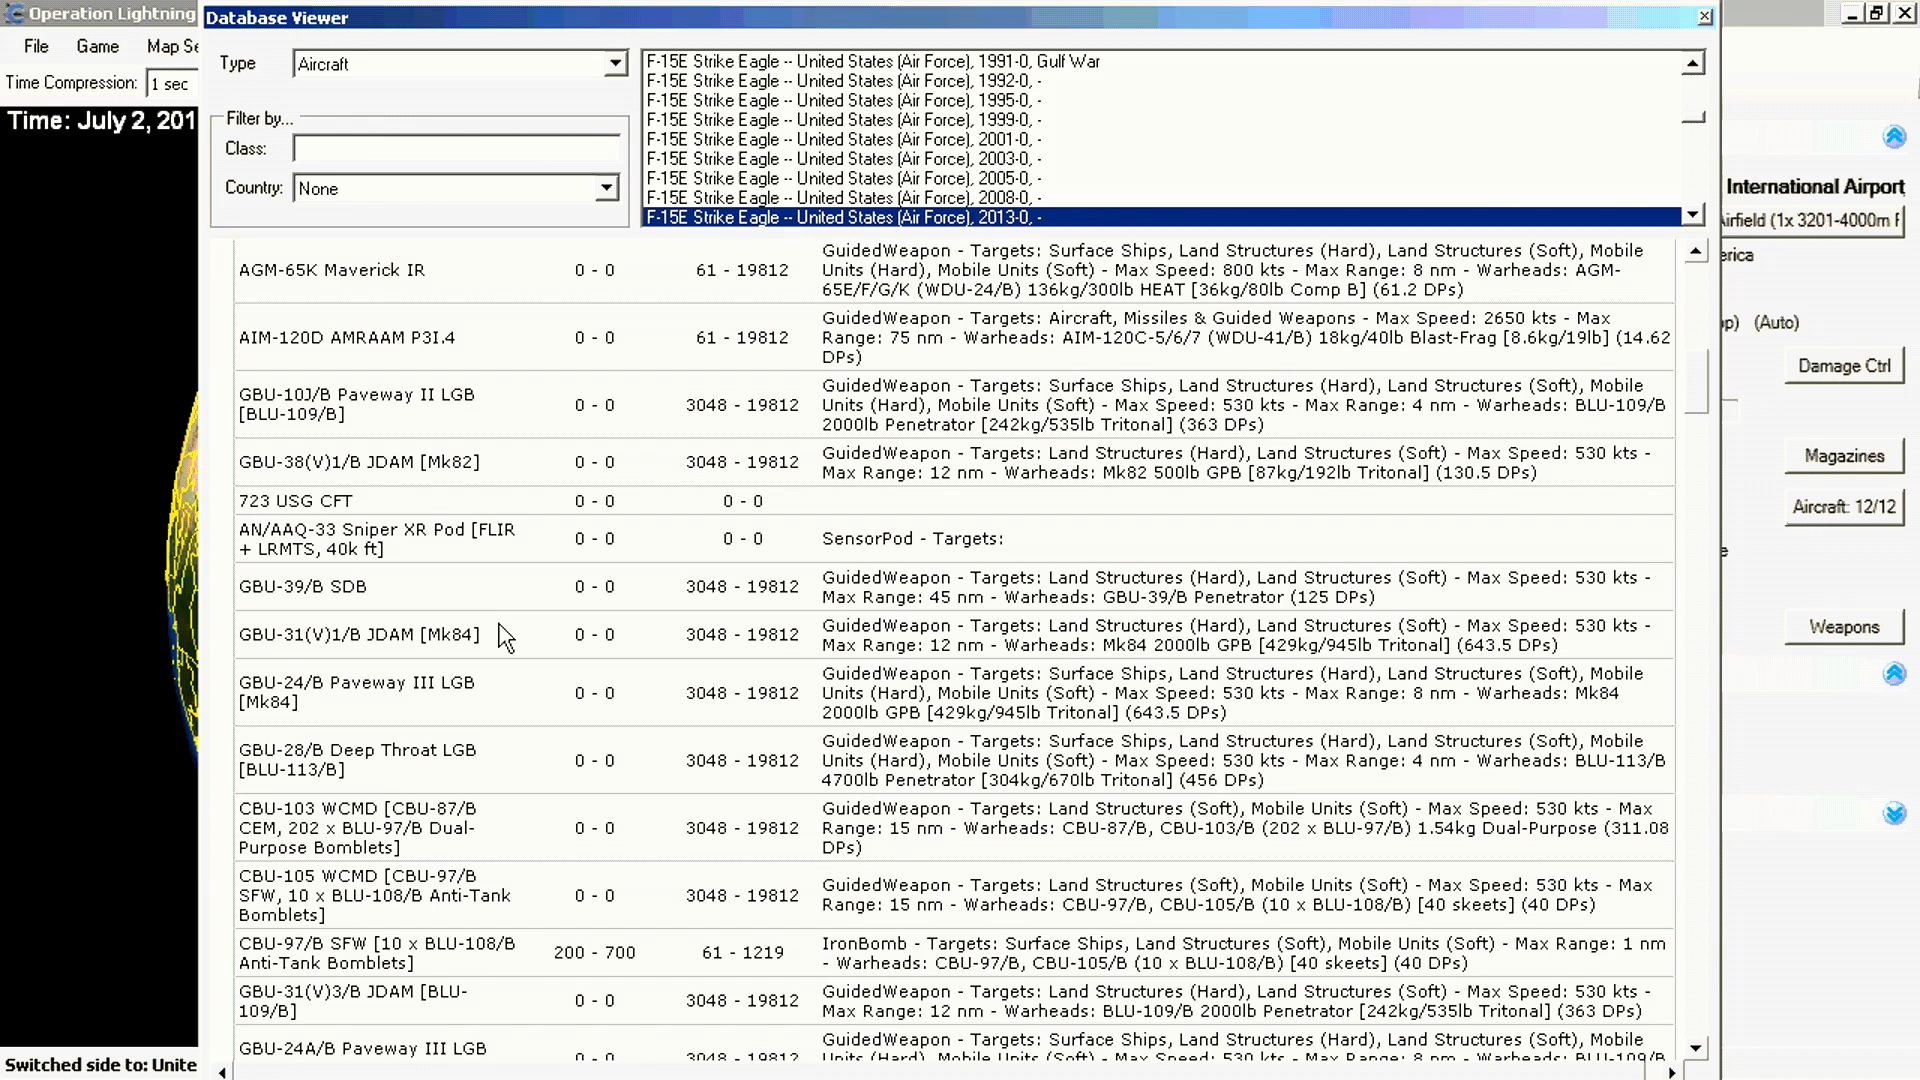 Operation Lightning
Database Viewer
File Game Map Se
Time Compression: 1 sec
Time: July 2, 201
Type Aircraft
Filter by...
Class:
Country: None
F-15E Strike Eagle -- United States (Air Force), 1991-0, Gulf War
F-15E Strike Eagle -- United States (Air Force), 1992-0, -
F-15E Strike Eagle -- United States (Air Force), 1995-0, -
F-15E Strike Eagle -- United States (Air Force), 1999-0, -
F-15E Strike Eagle -- United States (Air Force), 2001-0, -
F-15E Strike Eagle -- United States (Air Force), 2003-0, -
F-15E Strike Eagle -- United States (Air Force), 2005-0, -
F-15E Strike Eagle -- United States (Air Force), 2008-0, -
F-15E Strike Eagle -- United States (Air Force), 2013-0, -
AGM-65K Maverick IR 0 - 0 61 - 19812
GuidedWeapon - Targets: Surface Ships, Land Structures (Hard), Land Structures (Soft), Mobile
Units (Hard), Mobile Units (Soft) - Max Speed: 800 kts - Max Range: 8 nm - Warheads: AGM-
65E/F/G/K (WDU-24/B) 136kg/300lb HEAT [36kg/80lb Comp B] (61.2 DPs)
AIM-120D AMRAAM P3I.4 0 - 0 61 - 19812
GuidedWeapon - Targets: Aircraft, Missiles & Guided Weapons - Max Speed: 2650 kts - Max
Range: 75 nm - Warheads: AIM-120C-5/6/7 (WDU-41/B) 18kg/40lb Blast-Frag [8.6kg/19lb] (14.62
DPs)
GBU-10J/B Paveway II LGB
[BLU-109/B] 0 - 0 3048 - 19812
GuidedWeapon - Targets: Surface Ships, Land Structures (Hard), Land Structures (Soft), Mobile
Units (Hard), Mobile Units (Soft) - Max Speed: 530 kts - Max Range: 4 nm - Warheads: BLU-109/B
2000lb Penetrator [242kg/535lb Tritonal] (363 DPs)
GBU-38(V)1/B JDAM [Mk82] 0 - 0 3048 - 19812
GuidedWeapon - Targets: Land Structures (Hard), Land Structures (Soft) - Max Speed: 530 kts -
Max Range: 12 nm - Warheads: Mk82 500lb GPB [87kg/192lb Tritonal] (130.5 DPs)
723 USG CFT 0 - 0 0 - 0
AN/AAQ-33 Sniper XR Pod [FLIR
+ LRMTS, 40k ft] 0 - 0 0 - 0 SensorPod - Targets:
GBU-39/B SDB 0 - 0 3048 - 19812
GuidedWeapon - Targets: Land Structures (Hard), Land Structures (Soft) - Max Speed: 530 kts -
Max Range: 45 nm - Warheads: GBU-39/B Penetrator (125 DPs)
GBU-31(V)1/B JDAM [Mk84] 0 - 0 3048 - 19812
GuidedWeapon - Targets: Land Structures (Hard), Land Structures (Soft) - Max Speed: 530 kts -
Max Range: 12 nm - Warheads: Mk84 2000lb GPB [429kg/945lb Tritonal] (643.5 DPs)
GBU-24/B Paveway III LGB
[Mk84] 0 - 0 3048 - 19812
GuidedWeapon - Targets: Surface Ships, Land Structures (Hard), Land Structures (Soft), Mobile
Units (Hard), Mobile Units (Soft) - Max Speed: 530 kts - Max Range: 8 nm - Warheads: Mk84
2000lb GPB [429kg/945lb Tritonal] (643.5 DPs)
GBU-28/B Deep Throat LGB
[BLU-113/B] 0 - 0 3048 - 19812
GuidedWeapon - Targets: Surface Ships, Land Structures (Hard), Land Structures (Soft), Mobile
Units (Hard), Mobile Units (Soft) - Max Speed: 530 kts - Max Range: 4 nm - Warheads: BLU-113/B
4700lb Penetrator [304kg/670lb Tritonal] (456 DPs)
CBU-103 WCMD [CBU-87/B
CEM, 202 x BLU-97/B Dual-
Purpose Bomblets] 0 - 0 3048 - 19812
GuidedWeapon - Targets: Land Structures (Soft), Mobile Units (Soft) - Max Speed: 530 kts - Max
Range: 15 nm - Warheads: CBU-87/B, CBU-103/B (202 x BLU-97/B) 1.54kg Dual-Purpose (311.08
DPs)
CBU-105 WCMD [CBU-97/B
SFW, 10 x BLU-108/B Anti-Tank
Bomblets] 0 - 0 3048 - 19812
GuidedWeapon - Targets: Land Structures (Soft), Mobile Units (Soft) - Max Speed: 530 kts - Max
Range: 15 nm - Warheads: CBU-97/B, CBU-105/B (10 x BLU-108/B) [40 skeets] (40 DPs)
CBU-97/B SFW [10 x BLU-108/B
Anti-Tank Bomblets] 200 - 700 61 - 1219
IronBomb - Targets: Surface Ships, Land Structures (Soft), Mobile Units (Soft) - Max Range: 1 nm
- Warheads: CBU-97/B, CBU-105/B (10 x BLU-108/B) [40 skeets] (40 DPs)
GBU-31(V)3/B JDAM [BLU-
109/B] 0 - 0 3048 - 19812
GuidedWeapon - Targets: Land Structures (Hard), Land Structures (Soft) - Max Speed: 530 kts -
Max Range: 12 nm - Warheads: BLU-109/B 2000lb Penetrator [242kg/535lb Tritonal] (363 DPs)
GBU-24A/B Paveway III LGB 0 - 0 3048 - 19812
GuidedWeapon - Targets: Surface Ships, Land Structures (Hard), Land Structures (Soft), Mobile
Units (Hard), Mobile Units (Soft) - Max Speed: 530 kts - Max Range: 8 nm - Warheads: BLU-109/B
International Airport
irfield (1x 3201-4000m F
erica
op) (Auto)
Damage Ctrl
Magazines
Aircraft: 12/12
e
Weapons
Switched side to: Unite